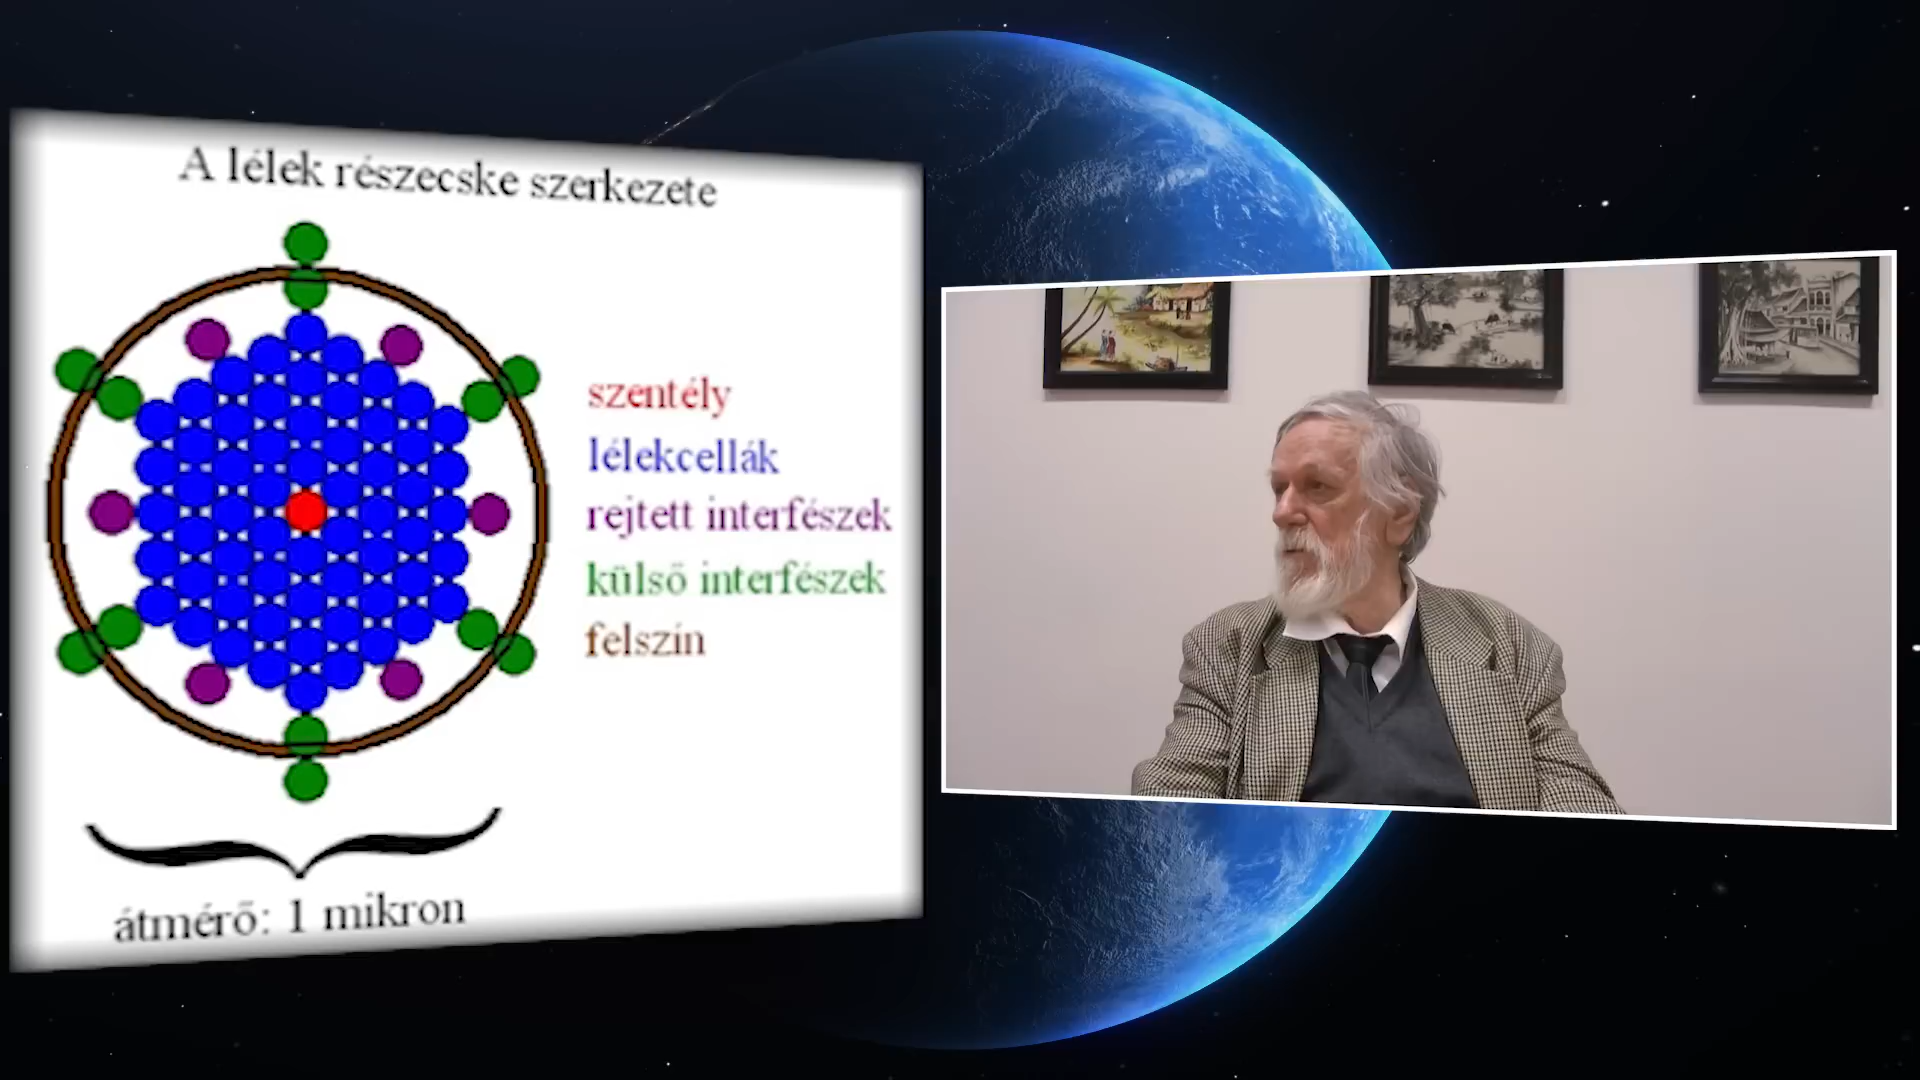 A lélek részecske szerkezete
szentély
lélekcellák
rejtett interfészek
külső interfészek
felszín
átmérő: 1 mikron